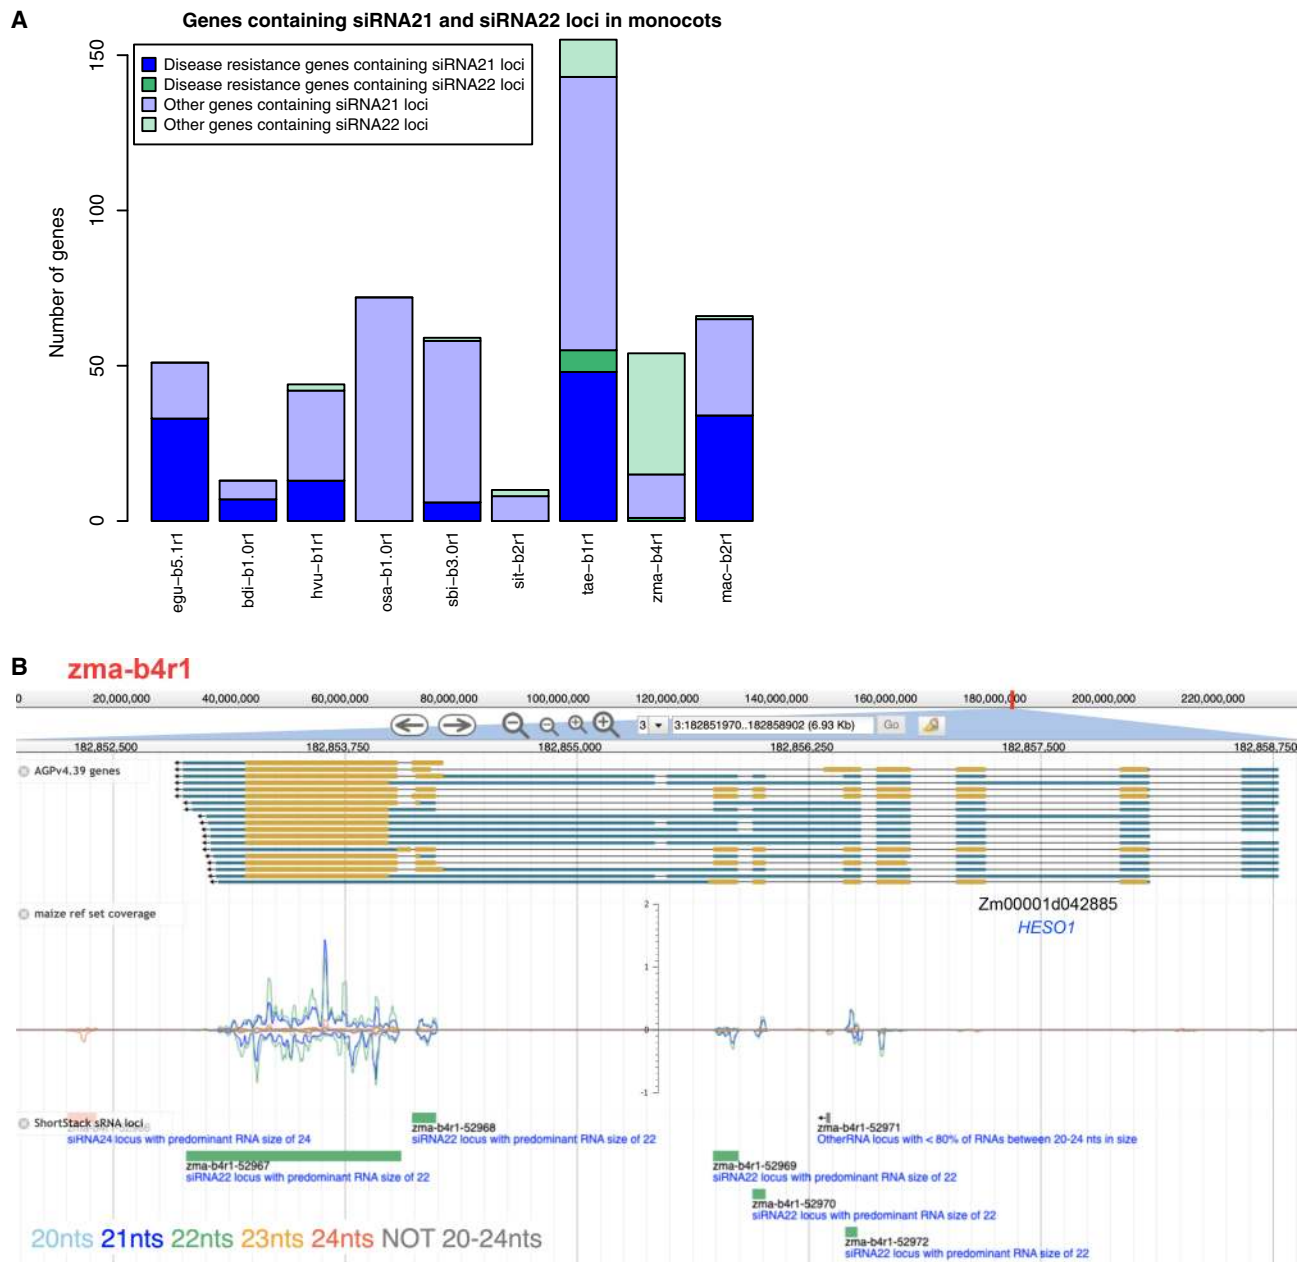 A
Genes containing siRNA21 and siRNA22 loci in monocots
Disease resistance genes containing siRNA21 loci
Disease resistance genes containing siRNA22 loci
Other genes containing siRNA21 loci
Other genes containing siRNA22 loci
Number of genes
0
50
100
150
egu−b5.1r1
bdi−b1.0r1
hvu−b1r1
osa−b1.0r1
sbi−b3.0r1
sit−b2r1
tae−b1r1
zma−b4r1
mac−b2r1
B
zma-b4r1
0 20,000,000 40,000,000 60,000,000 80,000,000 100,000,000 120,000,000 140,000,000 160,000,000 180,000,000 200,000,000 220,000,000
3 3:182851970..182858902 (6.93 Kb) Go
182,852,500 182,853,750 182,855,000 182,856,250 182,857,500 182,858,750
AGPv4.39 genes
Zm00001d042885
HESO1
maize ref set coverage
2
1
0
-1
ShortStack sRNA loci
siRNA24 locus with predominant RNA size of 24
zma-b4r1-52968
siRNA22 locus with predominant RNA size of 22
zma-b4r1-52971
OtherRNA locus with < 80% of RNAs between 20-24 nts in size
zma-b4r1-52967
siRNA22 locus with predominant RNA size of 22
zma-b4r1-52969
siRNA22 locus with predominant RNA size of 22
zma-b4r1-52970
siRNA22 locus with predominant RNA size of 22
zma-b4r1-52972
siRNA22 locus with predominant RNA size of 22
20nts 21nts 22nts 23nts 24nts NOT 20-24nts